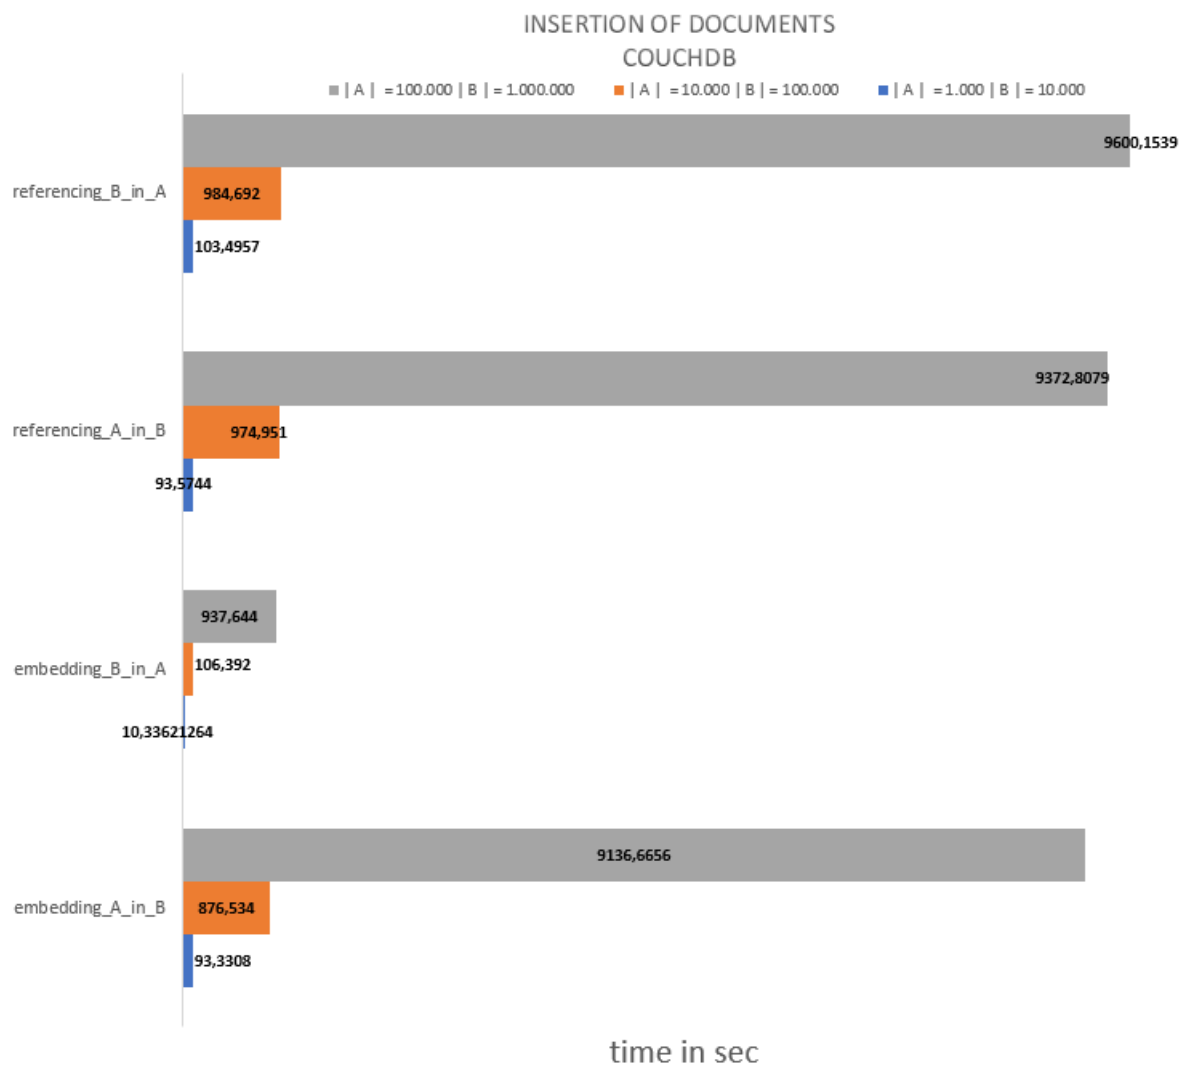 INSERTION OF DOCUMENTS
COUCHDB
| A | = 100.000 | B | = 1.000.000 | A | = 10.000 | B | = 100.000 | A | = 1.000 | B | = 10.000
9600,1539
referencing_B_in_A
984,692
103,4957
9372,8079
referencing_A_in_B
974,951
93,5744
937,644
embedding_B_in_A
106,392
10,33621264
9136,6656
embedding_A_in_B
876,534
93,3308
time in sec